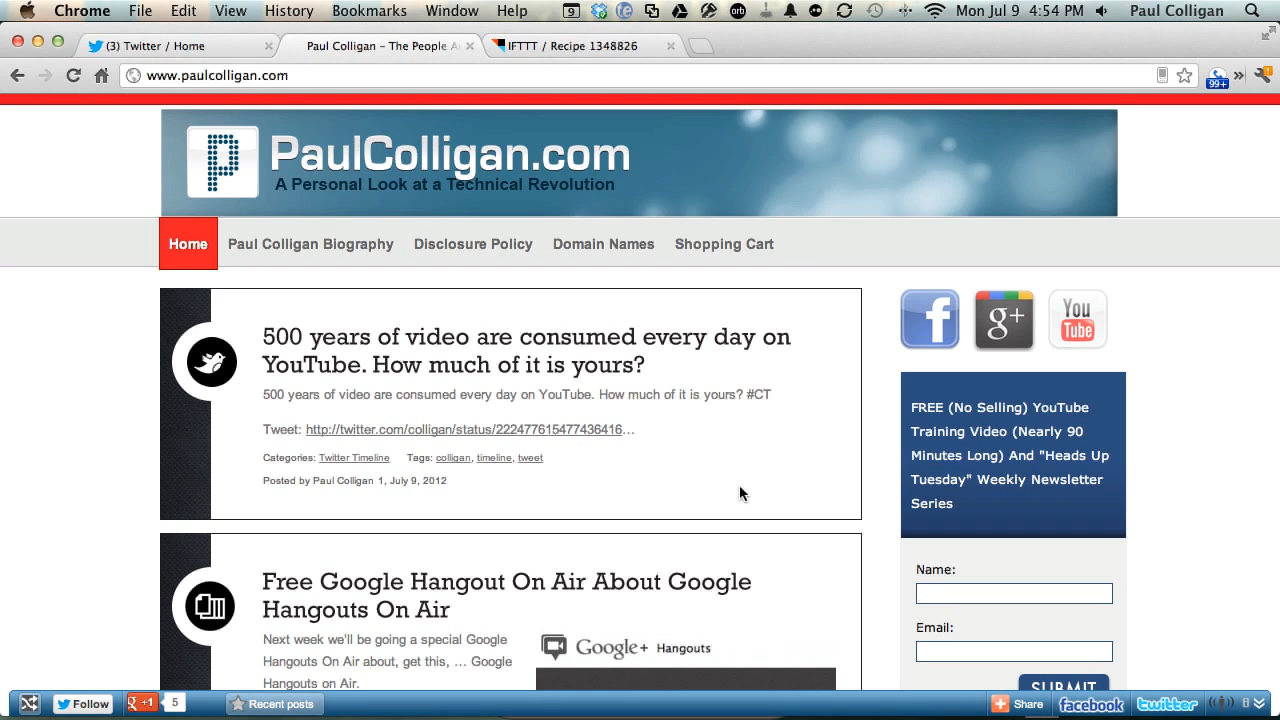 Chrome File Edit View History Bookmarks Window Help 9 orb Mon Jul 9 4:54 PM Paul Colligan
(3) Twitter / Home
Paul Colligan – The People A
IFTTT / Recipe 1348826
www.paulcolligan.com
99+
P PaulColligan.com
A Personal Look at a Technical Revolution
Home Paul Colligan Biography Disclosure Policy Domain Names Shopping Cart
500 years of video are consumed every day on
YouTube. How much of it is yours?
500 years of video are consumed every day on YouTube. How much of it is yours? #CT
Tweet: http://twitter.com/colligan/status/222477615477436416...
Categories: Twitter Timeline Tags: colligan, timeline, tweet
Posted by Paul Colligan 1, July 9, 2012
Free Google Hangout On Air About Google
Hangouts On Air
Next week we'll be going a special Google
Hangouts On Air about, get this, … Google
Hangouts on Air.
Google+ Hangouts
f g+ You
Tube
FREE (No Selling) YouTube
Training Video (Nearly 90
Minutes Long) And "Heads Up
Tuesday" Weekly Newsletter
Series
Name:
Email:
SUBMIT
Follow g +1 5 Recent posts Share facebook twitter 8